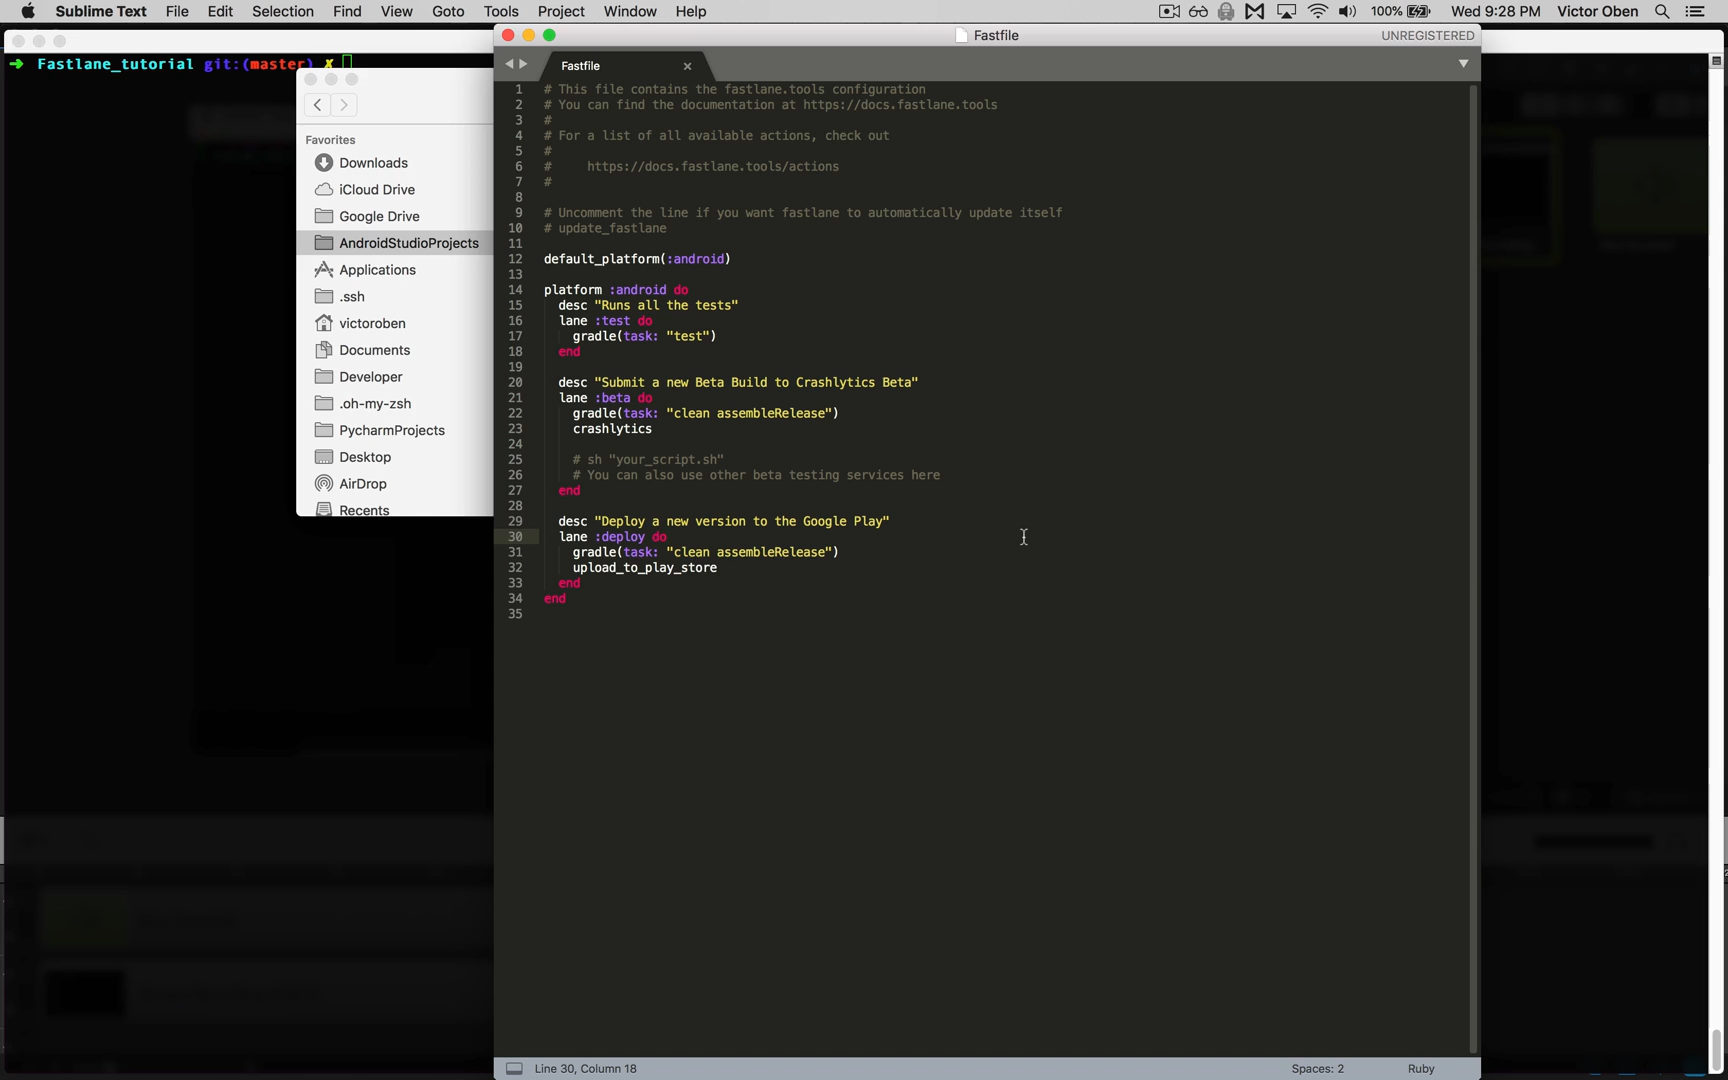 Sublime Text File Edit Selection Find View Goto Tools Project Window Help 100% Wed 9:28 PM Victor Oben
➜ Fastlane_tutorial git:(master) ✗
Favorites
Downloads
iCloud Drive
Google Drive
AndroidStudioProjects
Applications
.ssh
victoroben
Documents
Developer
.oh-my-zsh
PycharmProjects
Desktop
AirDrop
Recents
Fastfile UNREGISTERED
Fastfile
1 # This file contains the fastlane.tools configuration
2 # You can find the documentation at https://docs.fastlane.tools
3 #
4 # For a list of all available actions, check out
5 #
6 #     https://docs.fastlane.tools/actions
7 #
8
9 # Uncomment the line if you want fastlane to automatically update itself
10 # update_fastlane
11
12 default_platform(:android)
13
14 platform :android do
15   desc "Runs all the tests"
16   lane :test do
17     gradle(task: "test")
18   end
19
20   desc "Submit a new Beta Build to Crashlytics Beta"
21   lane :beta do
22     gradle(task: "clean assembleRelease")
23     crashlytics
24
25     # sh "your_script.sh"
26     # You can also use other beta testing services here
27   end
28
29   desc "Deploy a new version to the Google Play"
30   lane :deploy do
31     gradle(task: "clean assembleRelease")
32     upload_to_play_store
33   end
34 end
35
Line 30, Column 18 Spaces: 2 Ruby